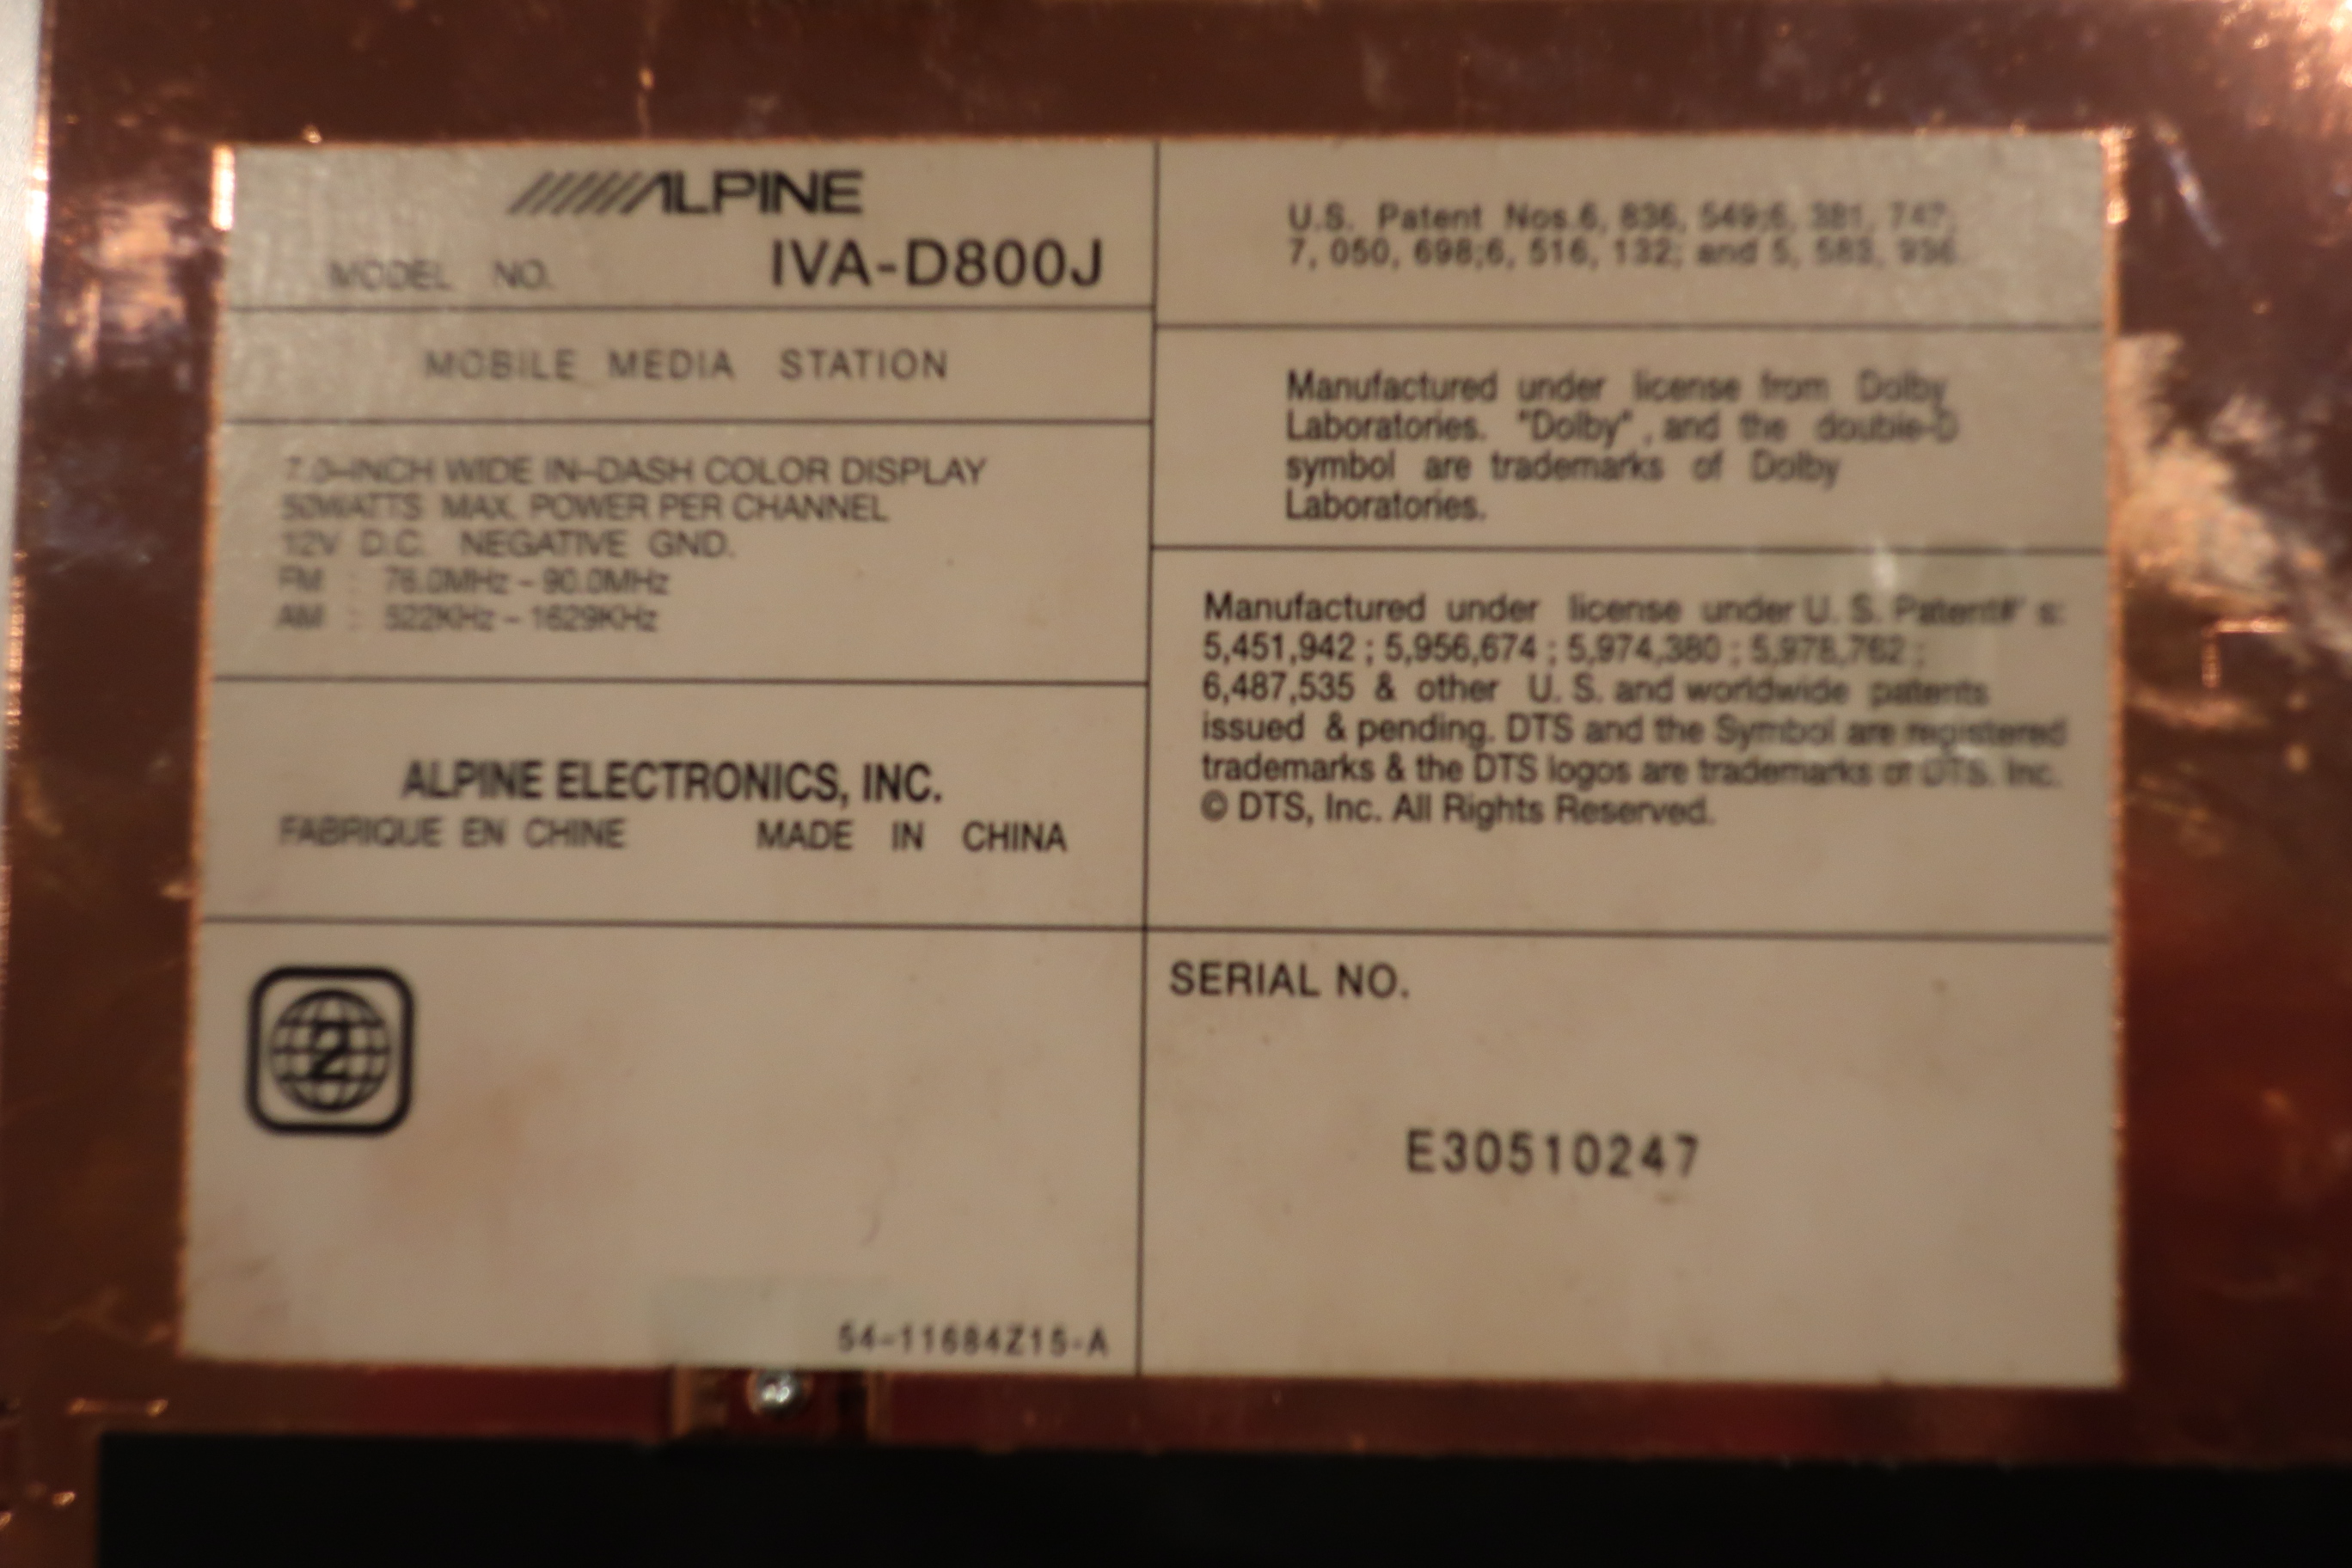 ALPINE
MODEL NO. IVA-D800J
MOBILE MEDIA STATION
7.0-INCH WIDE IN-DASH COLOR DISPLAY
50WATTS MAX. POWER PER CHANNEL
12V D.C. NEGATIVE GND.
FM : 76.0MHz - 90.0MHz
AM : 522KHz - 1629KHz
ALPINE ELECTRONICS, INC.
FABRIQUE EN CHINE MADE IN CHINA
2
54-11684Z15-A
U.S. Patent Nos.6, 836, 549;6, 381, 747;
7, 050, 698;6, 516, 132; and 5, 583, 936.
Manufactured under license from Dolby
Laboratories. "Dolby", and the double-D
symbol are trademarks of Dolby
Laboratories.
Manufactured under license under U. S. Patent#' s:
5,451,942 ; 5,956,674 ; 5,974,380 ; 5,978,762 ;
6,487,535 & other U. S. and worldwide patents
issued & pending. DTS and the Symbol are registered
trademarks & the DTS logos are trademarks of DTS. Inc.
© DTS, Inc. All Rights Reserved.
SERIAL NO.
E30510247